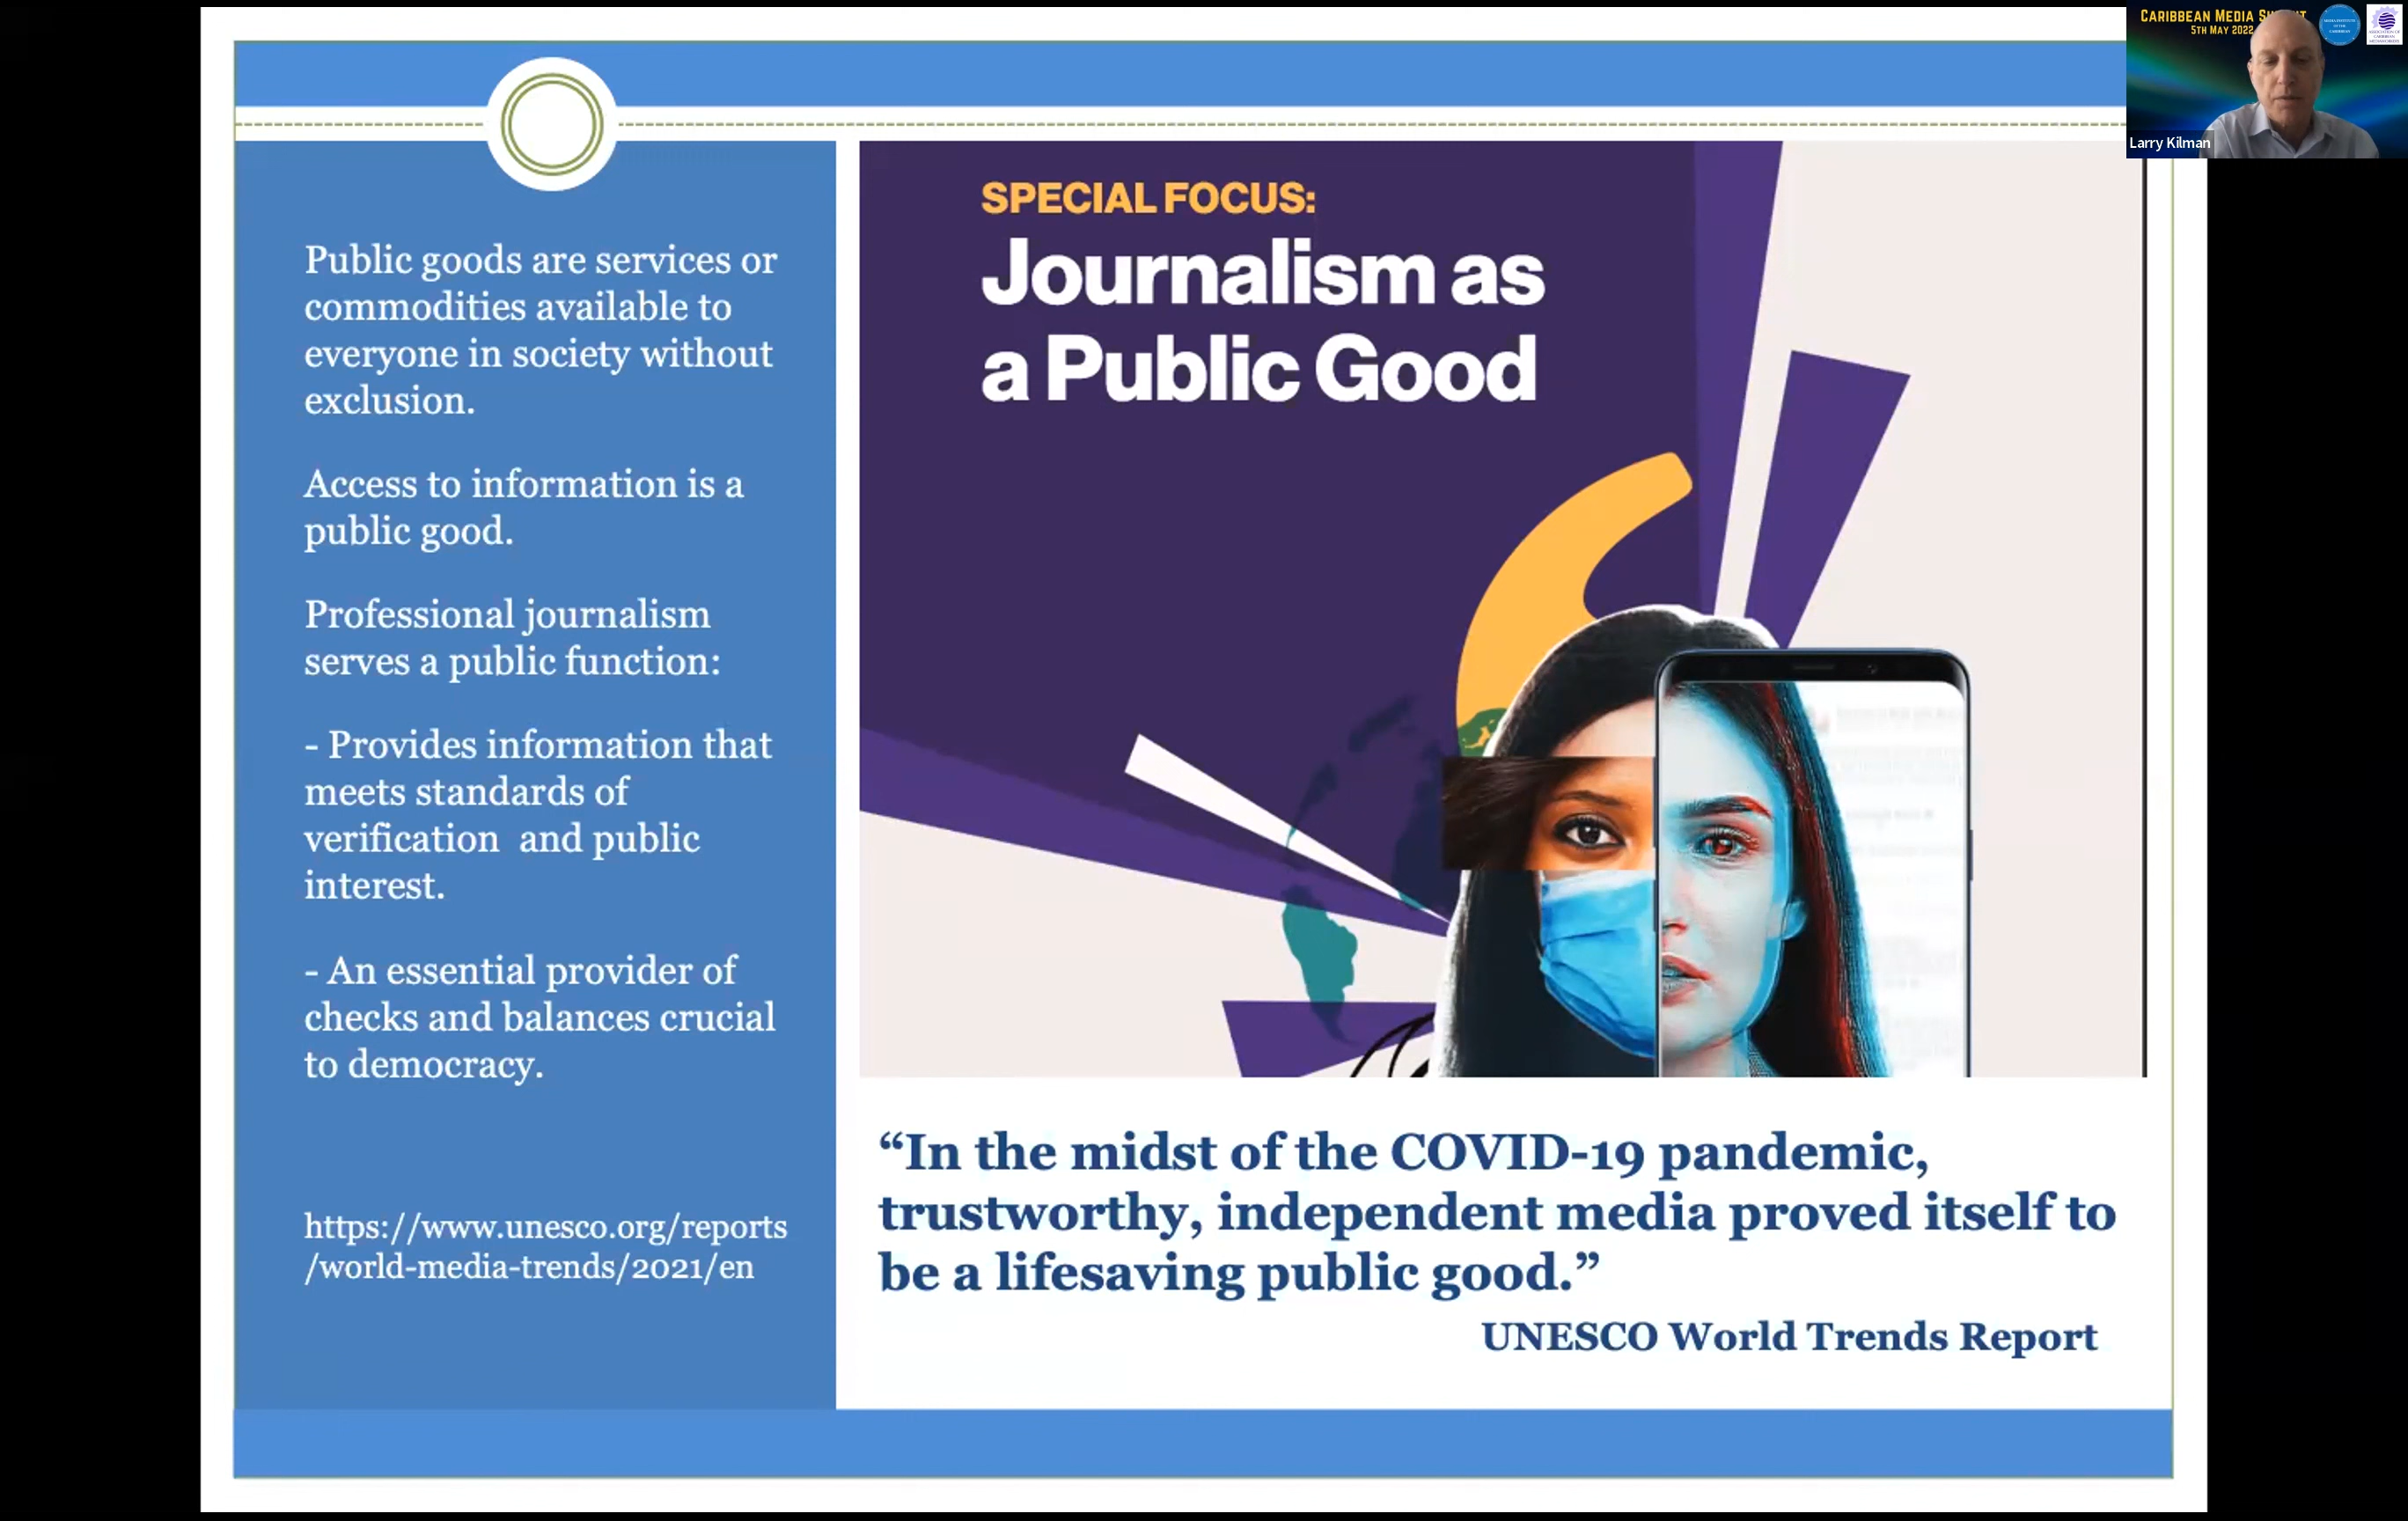 CARIBBEAN MEDIA
5TH MAY 2022
Larry Kilman
Public goods are services or
commodities available to
everyone in society without
exclusion.
Access to information is a
public good.
Professional journalism
serves a public function:
- Provides information that
meets standards of
verification  and public
interest.
- An essential provider of
checks and balances crucial
to democracy.
https://www.unesco.org/reports
/world-media-trends/2021/en
SPECIAL FOCUS:
Journalism as
a Public Good
“In the midst of the COVID-19 pandemic,
trustworthy, independent media proved itself to
be a lifesaving public good.”
UNESCO World Trends Report